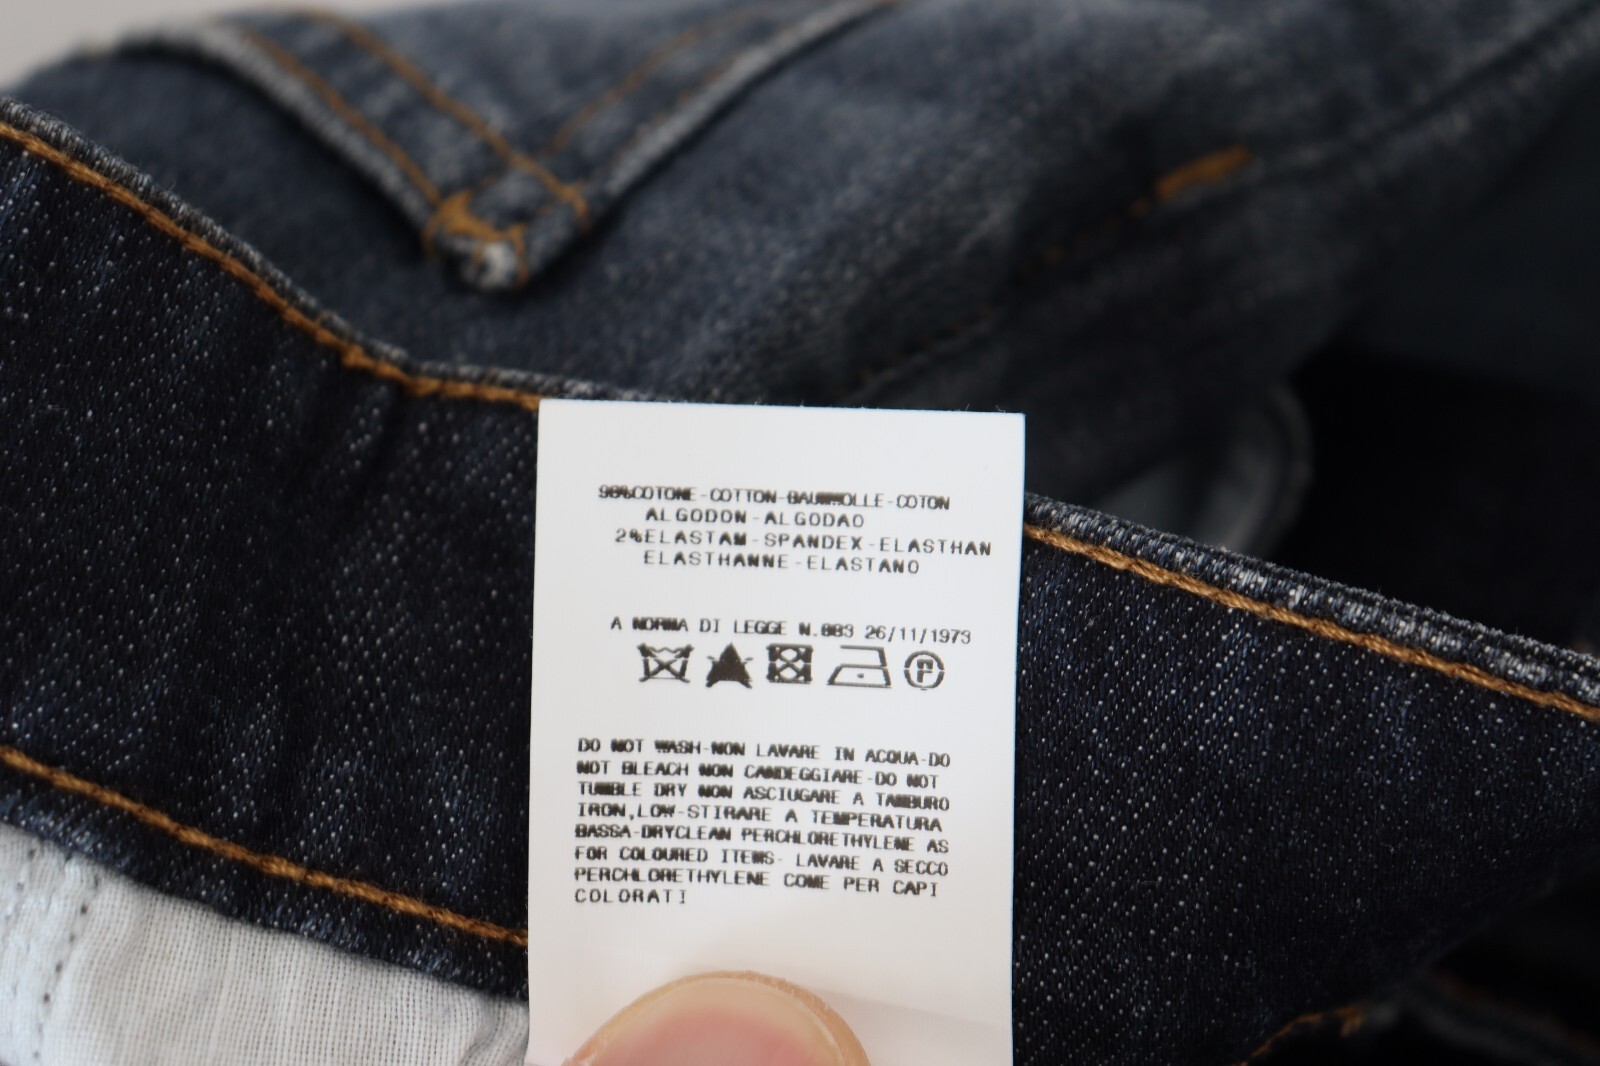 98%COTONE-COTTON-BAUMWOLLE-COTON
ALGODON-ALGODAO
2%ELASTAM-SPANDEX-ELASTHAN
ELASTHANNE-ELASTANO
A NORMA DI LEGGE N.883 26/11/1973
DO NOT WASH-NON LAVARE IN ACQUA-DO
NOT BLEACH NON CANDEGGIARE-DO NOT
TUMBLE DRY NON ASCIUGARE A TAMBURO
IRON,LOW-STIRARE A TEMPERATURA
BASSA-DRYCLEAN PERCHLORETHYLENE AS
FOR COLOURED ITEMS- LAVARE A SECCO
PERCHLORETHYLENE COME PER CAPI
COLORATI